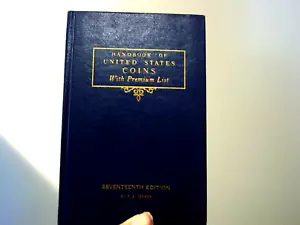 HANDBOOK OF
UNITED STATES
COINS
With Premium List
SEVENTEENTH EDITION